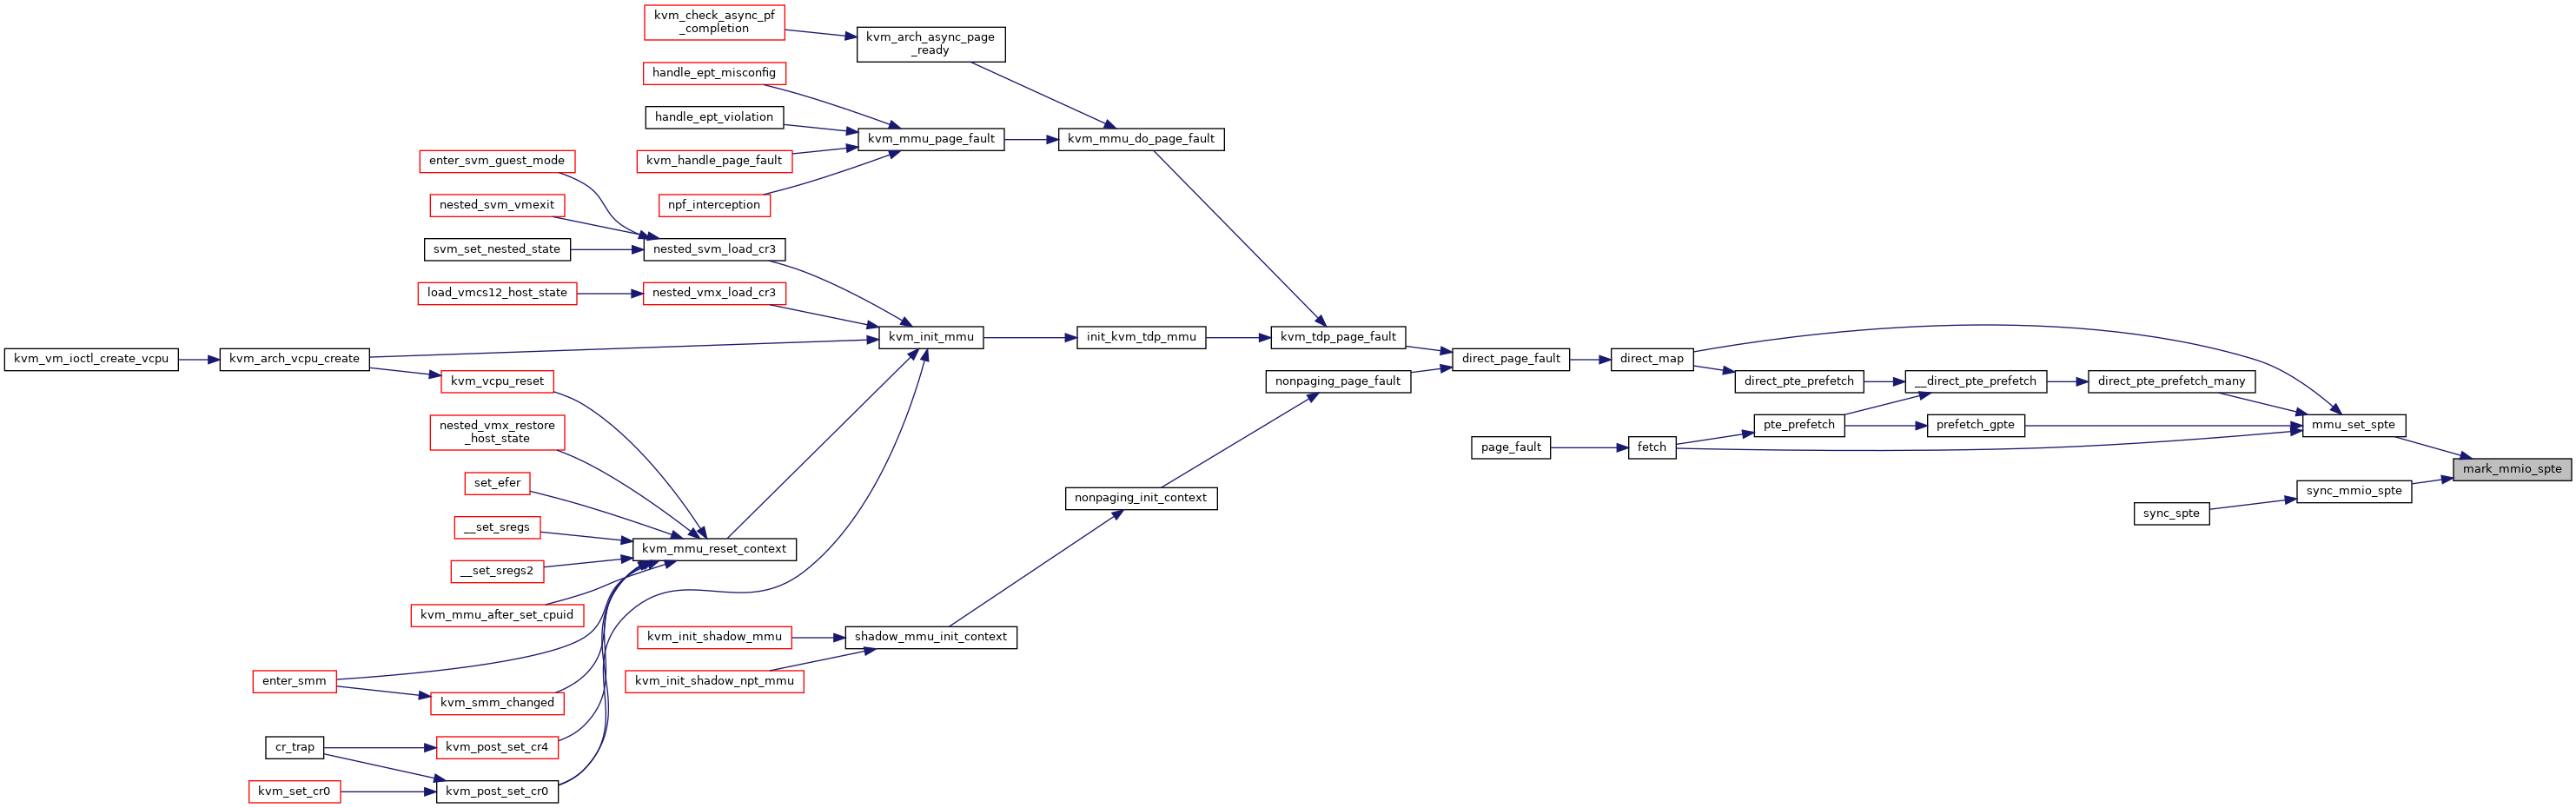 kvm_check_async_pf
_completion
kvm_arch_async_page
_ready
handle_ept_misconfig
handle_ept_violation
kvm_mmu_page_fault
kvm_mmu_do_page_fault
enter_svm_guest_mode
kvm_handle_page_fault
nested_svm_vmexit
npf_interception
svm_set_nested_state
nested_svm_load_cr3
load_vmcs12_host_state
nested_vmx_load_cr3
kvm_init_mmu
init_kvm_tdp_mmu
kvm_tdp_page_fault
kvm_vm_ioctl_create_vcpu
kvm_arch_vcpu_create
direct_page_fault
direct_map
kvm_vcpu_reset
nonpaging_page_fault
direct_pte_prefetch
__direct_pte_prefetch
direct_pte_prefetch_many
nested_vmx_restore
_host_state
pte_prefetch
prefetch_gpte
mmu_set_spte
page_fault
fetch
mark_mmio_spte
set_efer
nonpaging_init_context
sync_mmio_spte
sync_spte
__set_sregs
kvm_mmu_reset_context
__set_sregs2
kvm_mmu_after_set_cpuid
kvm_init_shadow_mmu
shadow_mmu_init_context
enter_smm
kvm_init_shadow_npt_mmu
kvm_smm_changed
cr_trap
kvm_post_set_cr4
kvm_set_cr0
kvm_post_set_cr0